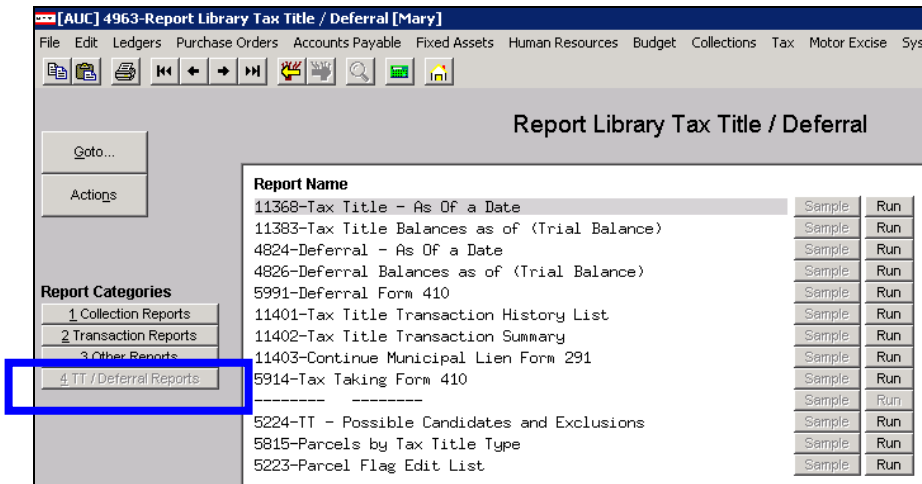 [AUC] 4963-Report Library Tax Title / Deferral [Mary]
File Edit Ledgers Purchase Orders Accounts Payable Fixed Assets Human Resources Budget Collections Tax Motor Excise Sys
Report Library Tax Title / Deferral
Goto...
Actions
Report Categories
1 Collection Reports
2 Transaction Reports
3 Other Reports
4 TT / Deferral Reports
Report Name
11368-Tax Title - As Of a Date Sample Run
11383-Tax Title Balances as of (Trial Balance) Sample Run
4824-Deferral - As Of a Date Sample Run
4826-Deferral Balances as of (Trial Balance) Sample Run
5991-Deferral Form 410 Sample Run
11401-Tax Title Transaction History List Sample Run
11402-Tax Title Transaction Summary Sample Run
11403-Continue Municipal Lien Form 291 Sample Run
5914-Tax Taking Form 410 Sample Run
-------- -------- Sample Run
5224-TT - Possible Candidates and Exclusions Sample Run
5815-Parcels by Tax Title Type Sample Run
5223-Parcel Flag Edit List Sample Run